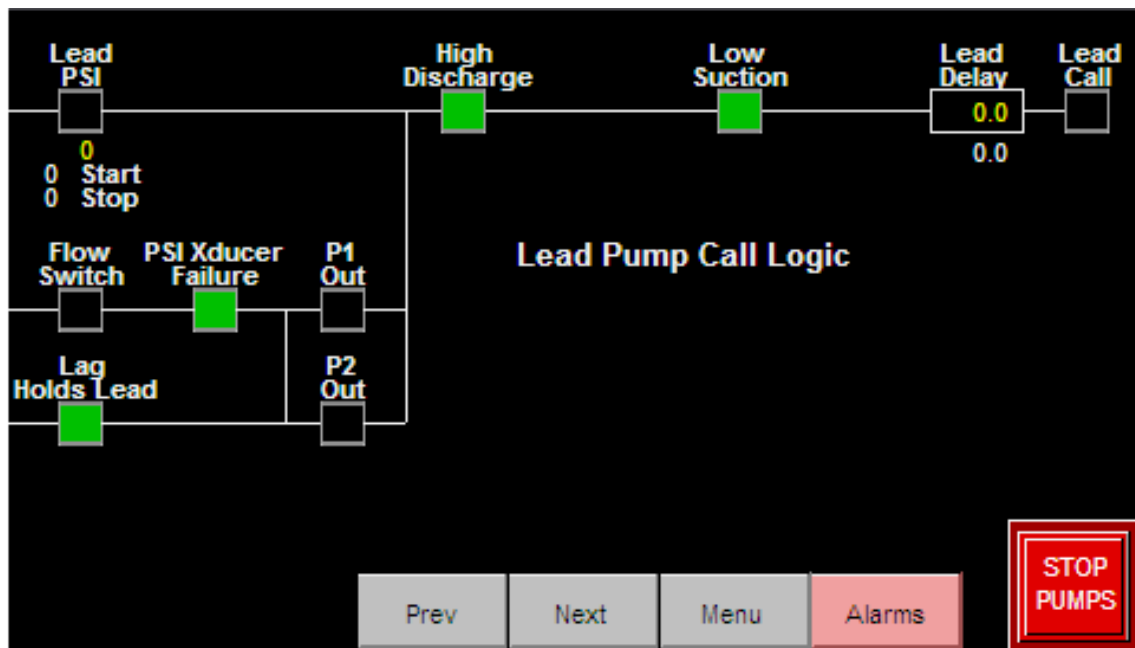 Lead
PSI
High
Discharge
Low
Suction
Lead
Delay
Lead
Call
0.0
0.0
0
0 Start
0 Stop
Flow
Switch
PSI Xducer
Failure
P1
Out
Lead Pump Call Logic
Lag
Holds Lead
P2
Out
Prev
Next
Menu
Alarms
STOP
PUMPS